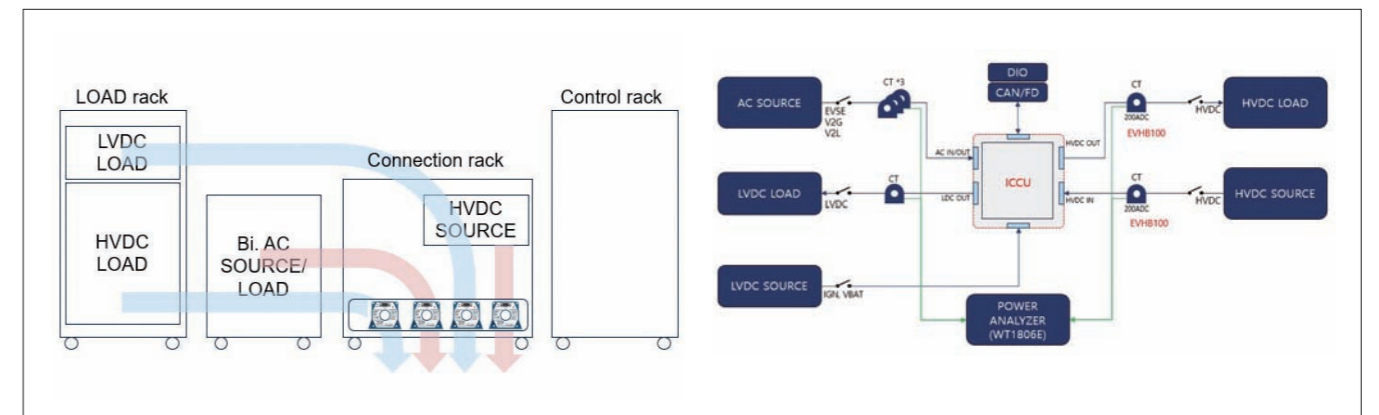 LOAD rack
LVDC
LOAD
HVDC
LOAD
Bi. AC
SOURCE/
LOAD
Connection rack
HVDC
SOURCE
Control rack
AC SOURCE
EVSE
V2G
V2L
CT *3
DIO
CAN/FD
AC IN/OUT
ICCU
HVDC OUT
CT
200ADC
EVHB100
HVDC
HVDC LOAD
LVDC LOAD
LVDC
CT
LDC OUT
HVDC IN
CT
200ADC
EVHB100
HVDC
HVDC SOURCE
LVDC SOURCE
IGN. VBAT
POWER
ANALYZER
(WT1806E)